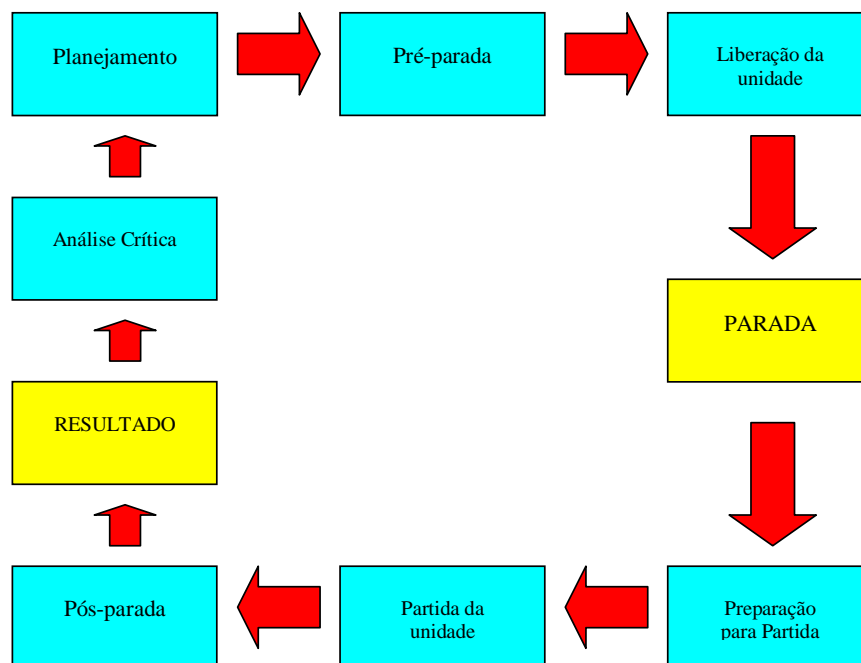 Planejamento
Pré-parada
Liberação da
unidade
Análise Crítica
PARADA
RESULTADO
Pós-parada
Partida da
unidade
Preparação
para Partida